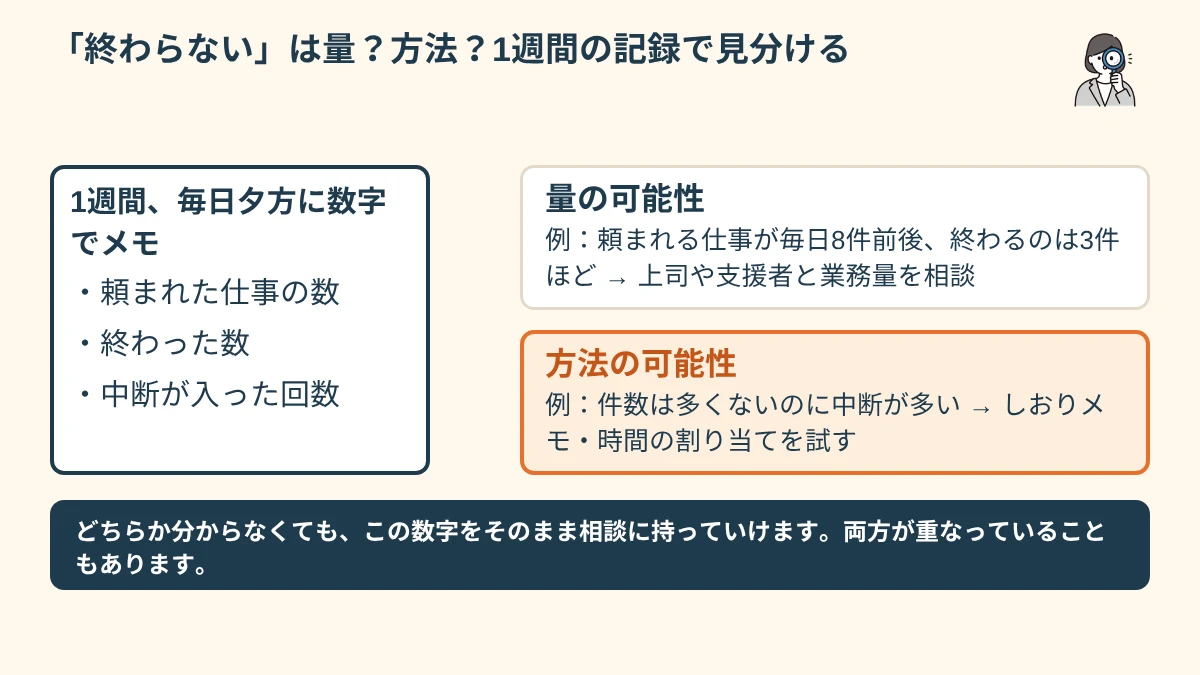 「終わらない」は量？方法？1週間の記録で見分ける
1週間、毎日夕方に数字
でメモ
・頼まれた仕事の数
・終わった数
・中断が入った回数
量の可能性
例：頼まれる仕事が毎日8件前後、終わるのは3件
ほど → 上司や支援者と業務量を相談
方法の可能性
例：件数は多くないのに中断が多い → しおりメ
モ・時間の割り当てを試す
どちらか分からなくても、この数字をそのまま相談に持っていけます。両方が重なっていること
もあります。